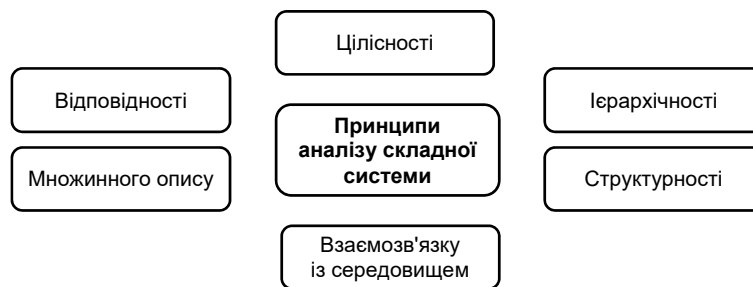 Цілісності
Відповідності
Ієрархічності
Принципи
аналізу складної
системи
Множинного опису
Структурності
Взаємозв'язку
із середовищем